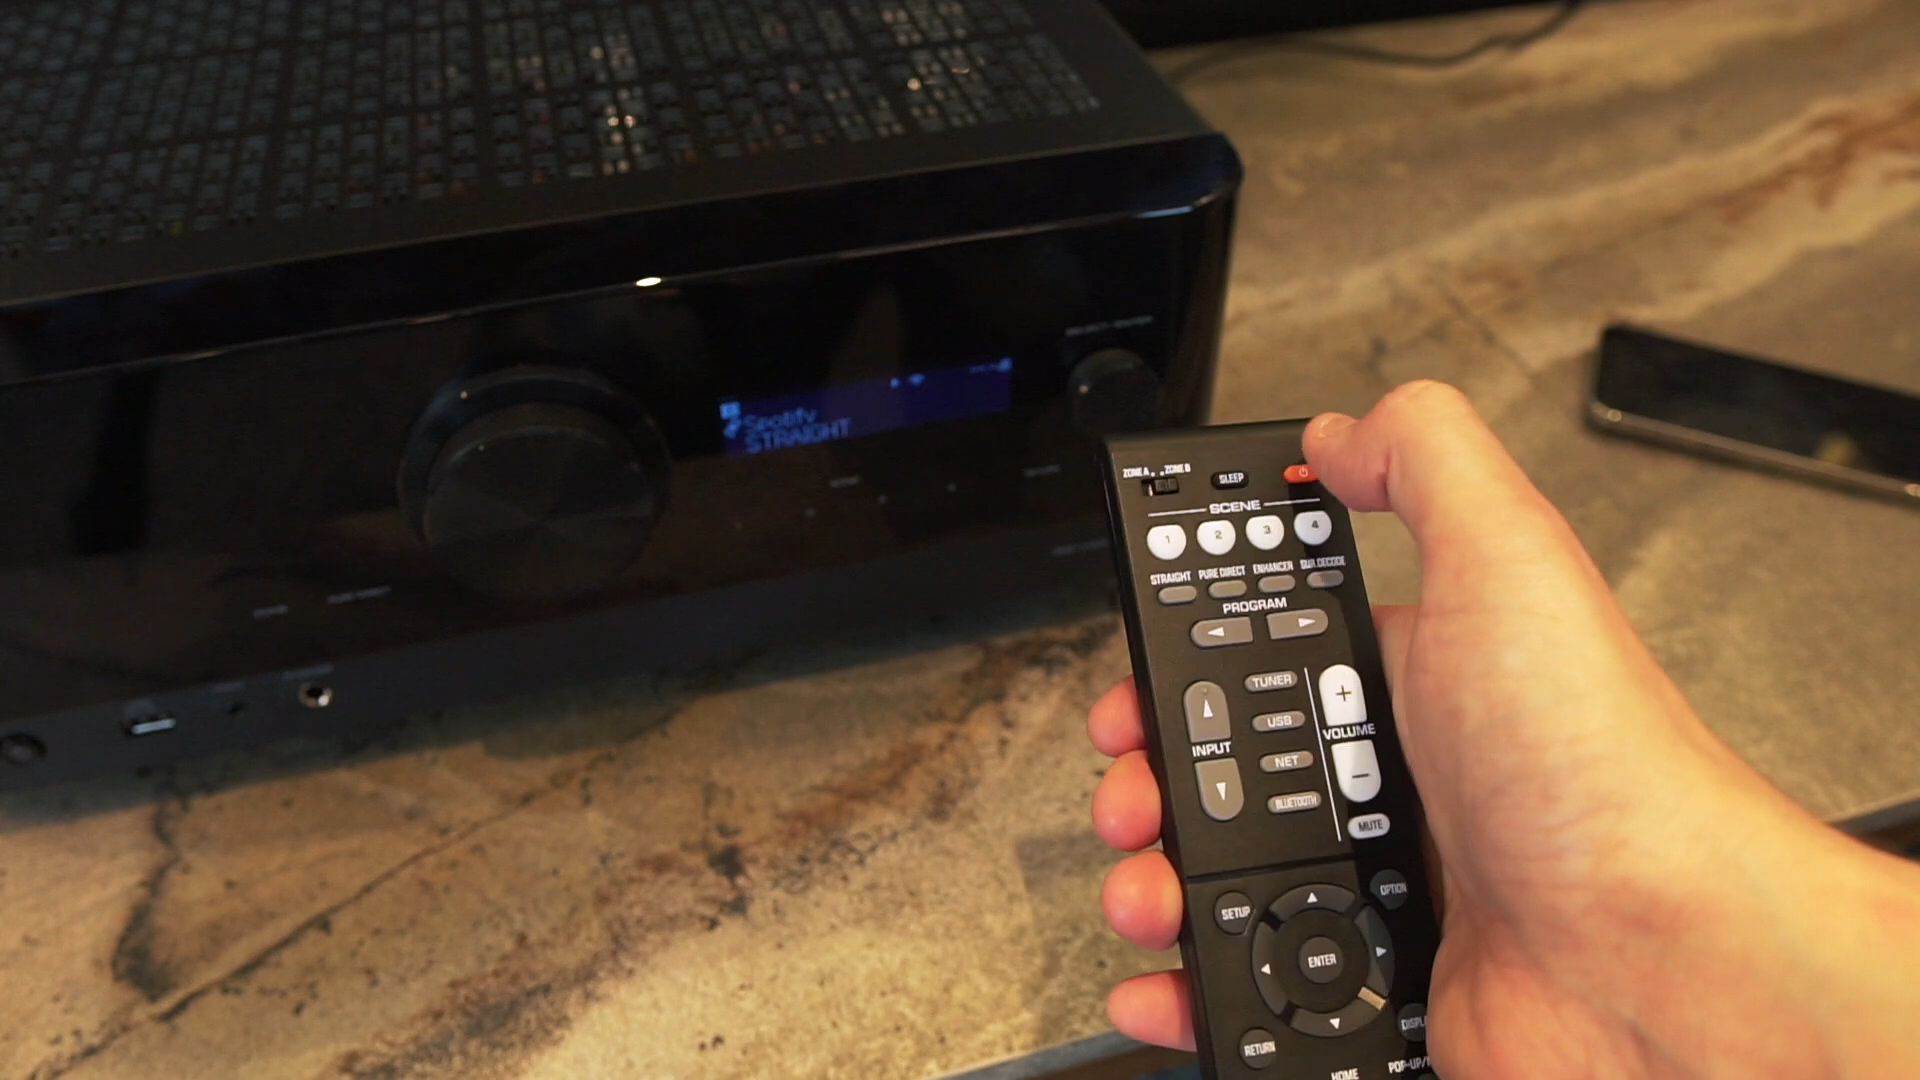 Spotify
STRAIGHT
ZONE A ZONE B
SLEEP
SCENE
1 2 3 4
STRAIGHT PURE DIRECT ENHANCER SUR.DECODE
PROGRAM
TUNER
USB
INPUT
VOLUME
NET
BLUETOOTH
MUTE
OPTION
SETUP
ENTER
RETURN
HOME